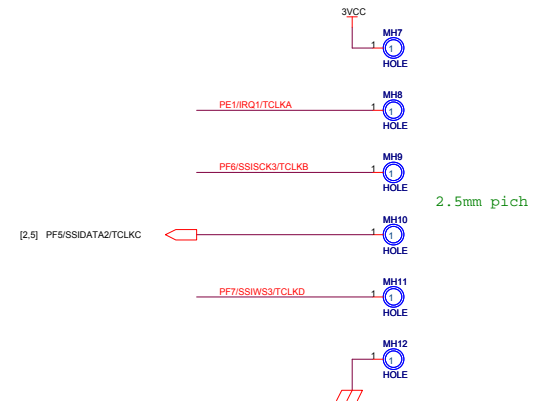 3VCC
MH7
1
1
HOLE
MH8
PE1/IRQ1/TCLKA
1
1
HOLE
MH9
PF6/SSISCK3/TCLKB
1
1
HOLE
2.5mm pich
MH10
[2,5] PF5/SSIDATA2/TCLKC
1
1
HOLE
MH11
PF7/SSIWS3/TCLKD
1
1
HOLE
MH12
1
1
HOLE